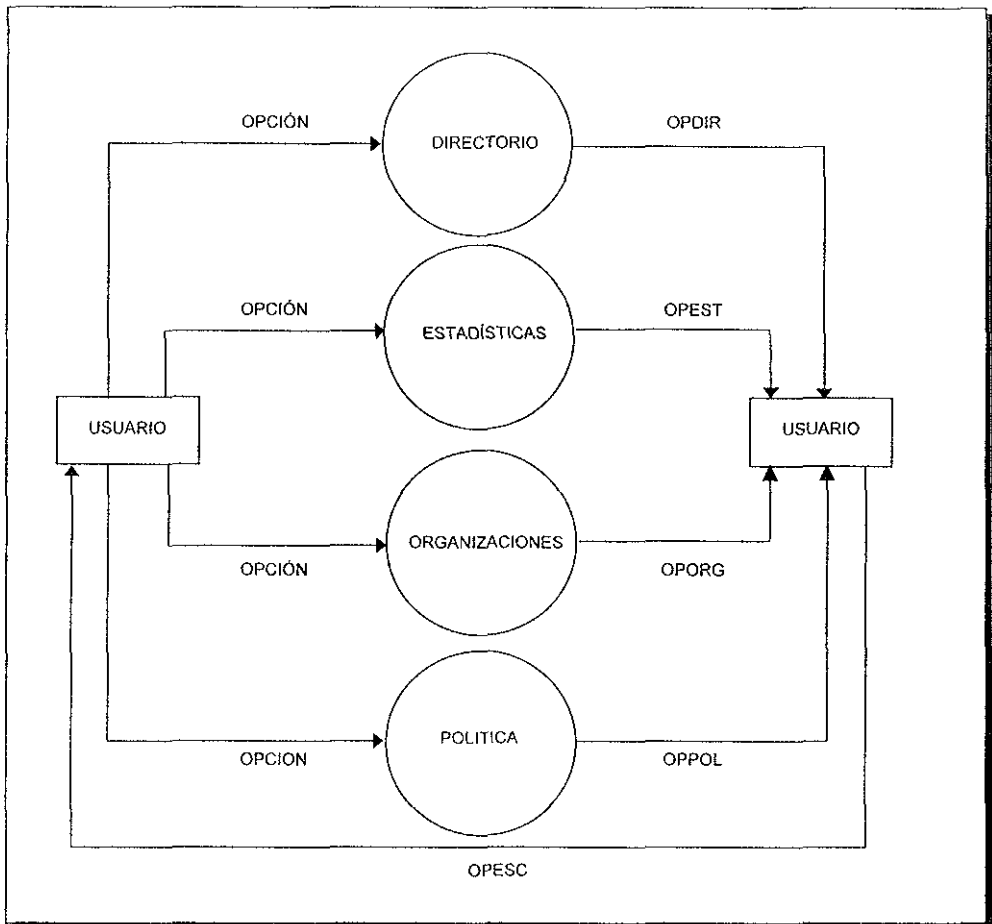 OPCIÓN
DIRECTORIO
OPDIR
OPCIÓN
ESTADÍSTICAS
OPEST
USUARIO
USUARIO
OPCIÓN
ORGANIZACIONES
OPORG
OPCION
POLITICA
OPPOL
OPESC